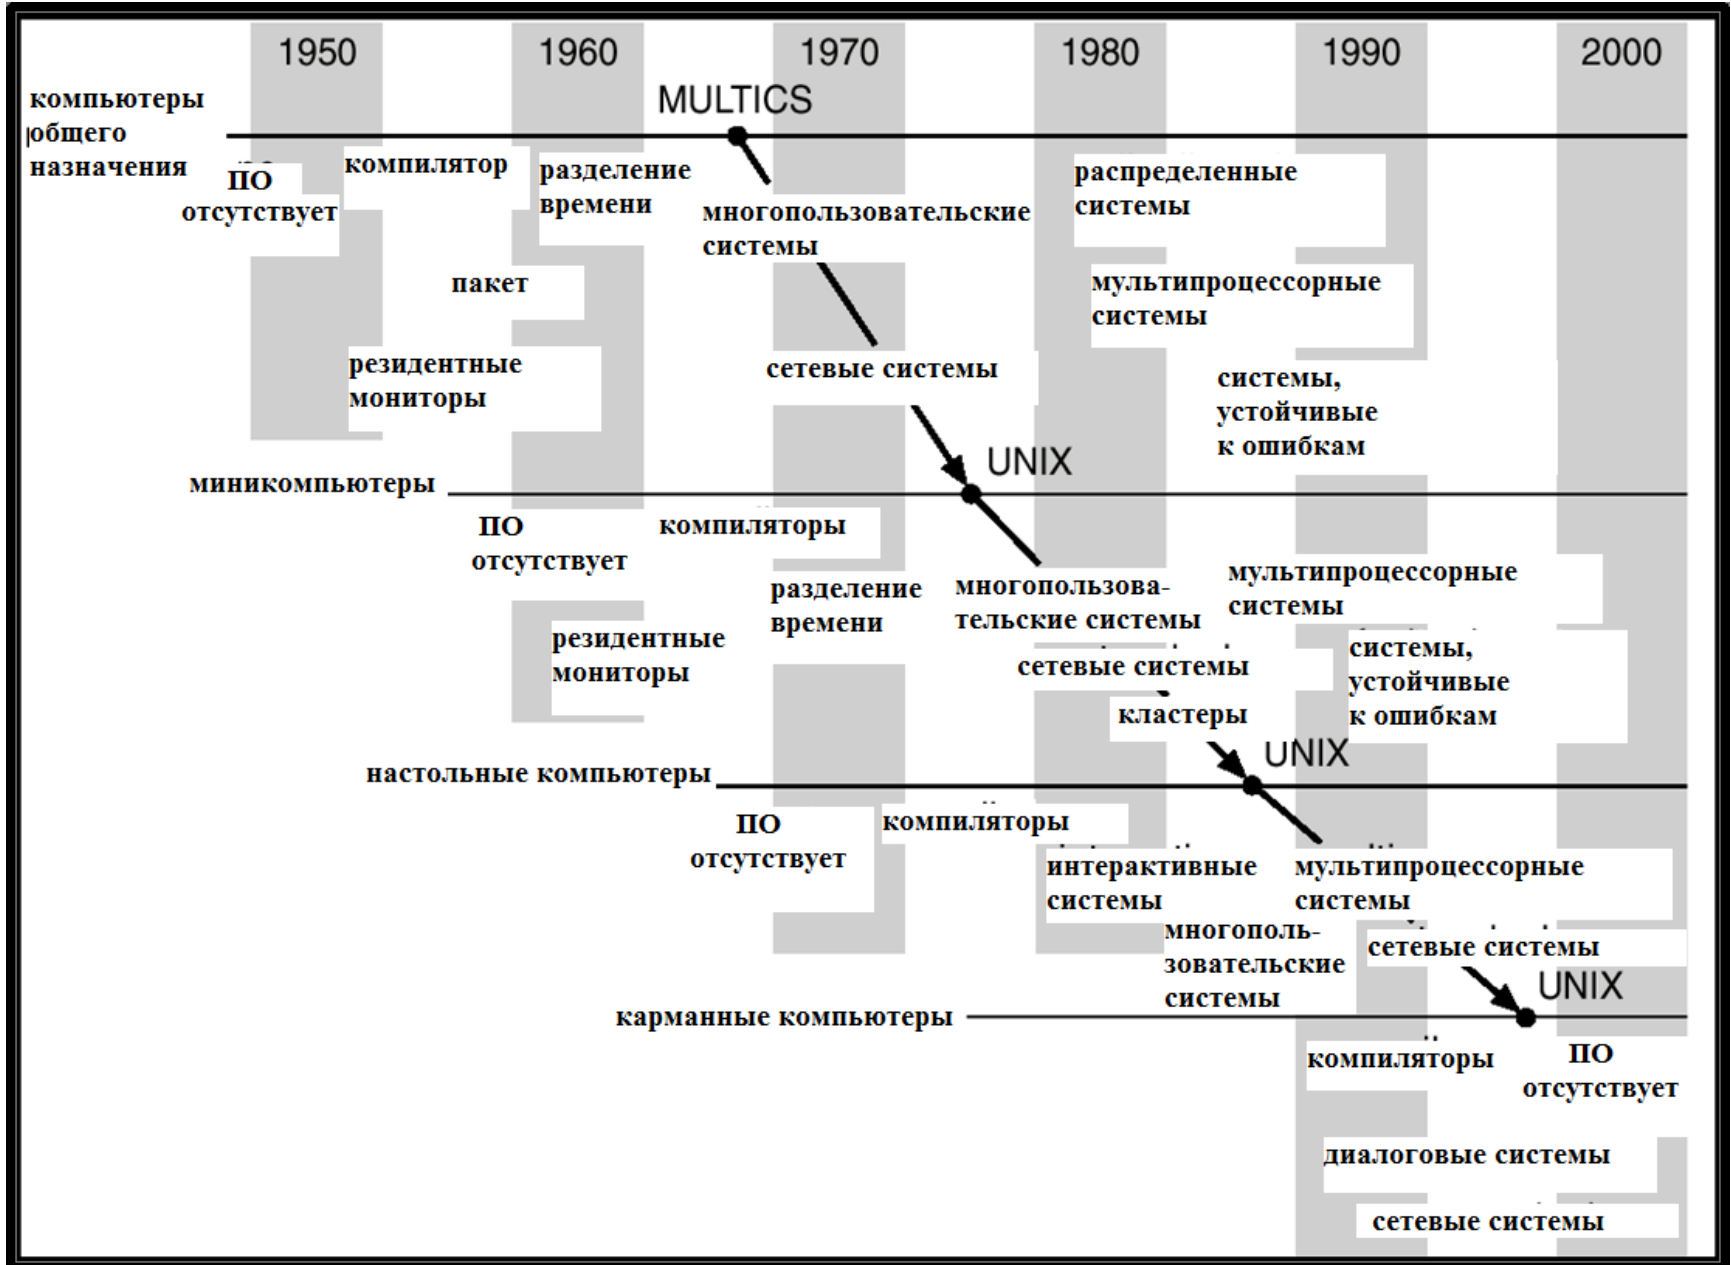 1950
1960
1970
1980
1990
2000
компьютеры
общего
назначения
MULTICS
ПО
отсутствует
компилятор
разделение
времени
многопользовательские
системы
распределенные
системы
пакет
мультипроцессорные
системы
резидентные
мониторы
сетевые системы
системы,
устойчивые
к ошибкам
миникомпьютеры
UNIX
ПО
отсутствует
компиляторы
разделение
времени
многопользова-
тельские системы
мультипроцессорные
системы
резидентные
мониторы
сетевые системы
системы,
устойчивые
к ошибкам
кластеры
настольные компьютеры
UNIX
ПО
отсутствует
компиляторы
интерактивные
системы
мультипроцессорные
системы
многополь-
зовательские
системы
сетевые системы
карманные компьютеры
UNIX
компиляторы
ПО
отсутствует
диалоговые системы
сетевые системы